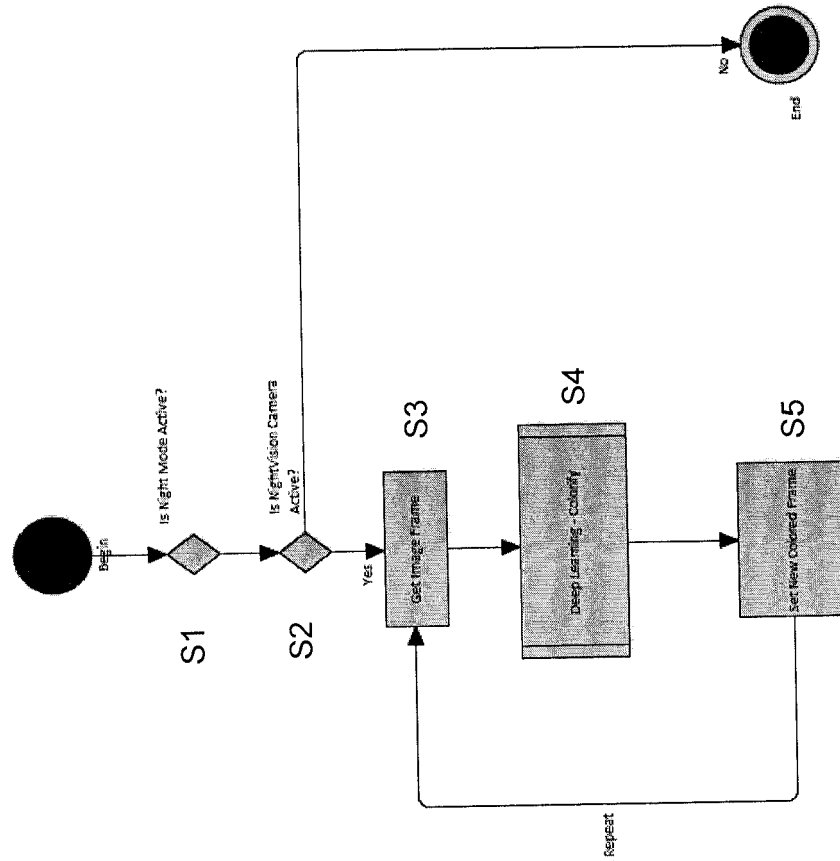 Begin
Is Night Mode Active?
S1
Is NightVision Camera
Active?
S2
Yes
No
End
Get Image Frame
S3
Deep Learning - Colorify
S4
Set New Colored Frame
S5
Repeat